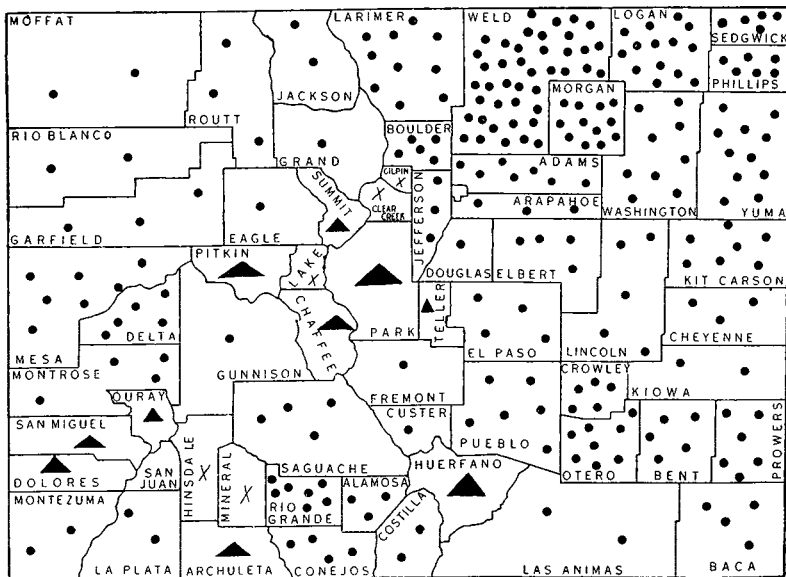 MOFFAT
LARIMER
WELD
LOGAN
SEDGWICK
PHILLIPS
JACKSON
ROUTT
MORGAN
RIO BLANCO
BOULDER
GRAND
GILPIN
ADAMS
SUMMIT
CLEAR
CREEK
JEFFERSON
ARAPAHOE
WASHINGTON
YUMA
GARFIELD
EAGLE
PITKIN
LAKE
DOUGLAS
ELBERT
KIT CARSON
TELLER
CHAFFEE
PARK
DELTA
MESA
EL PASO
LINCOLN
CHEYENNE
MONTROSE
GUNNISON
CROWLEY
KIOWA
OURAY
FREMONT
CUSTER
SAN MIGUEL
PUEBLO
PROWERS
HINSDALE
MINERAL
SAGUACHE
HUERFANO
OTERO
BENT
DOLORES
SAN
JUAN
ALAMOSA
MONTEZUMA
RIO
GRANDE
COSTILLA
LA PLATA
ARCHULETA
CONEJOS
LAS ANIMAS
BACA